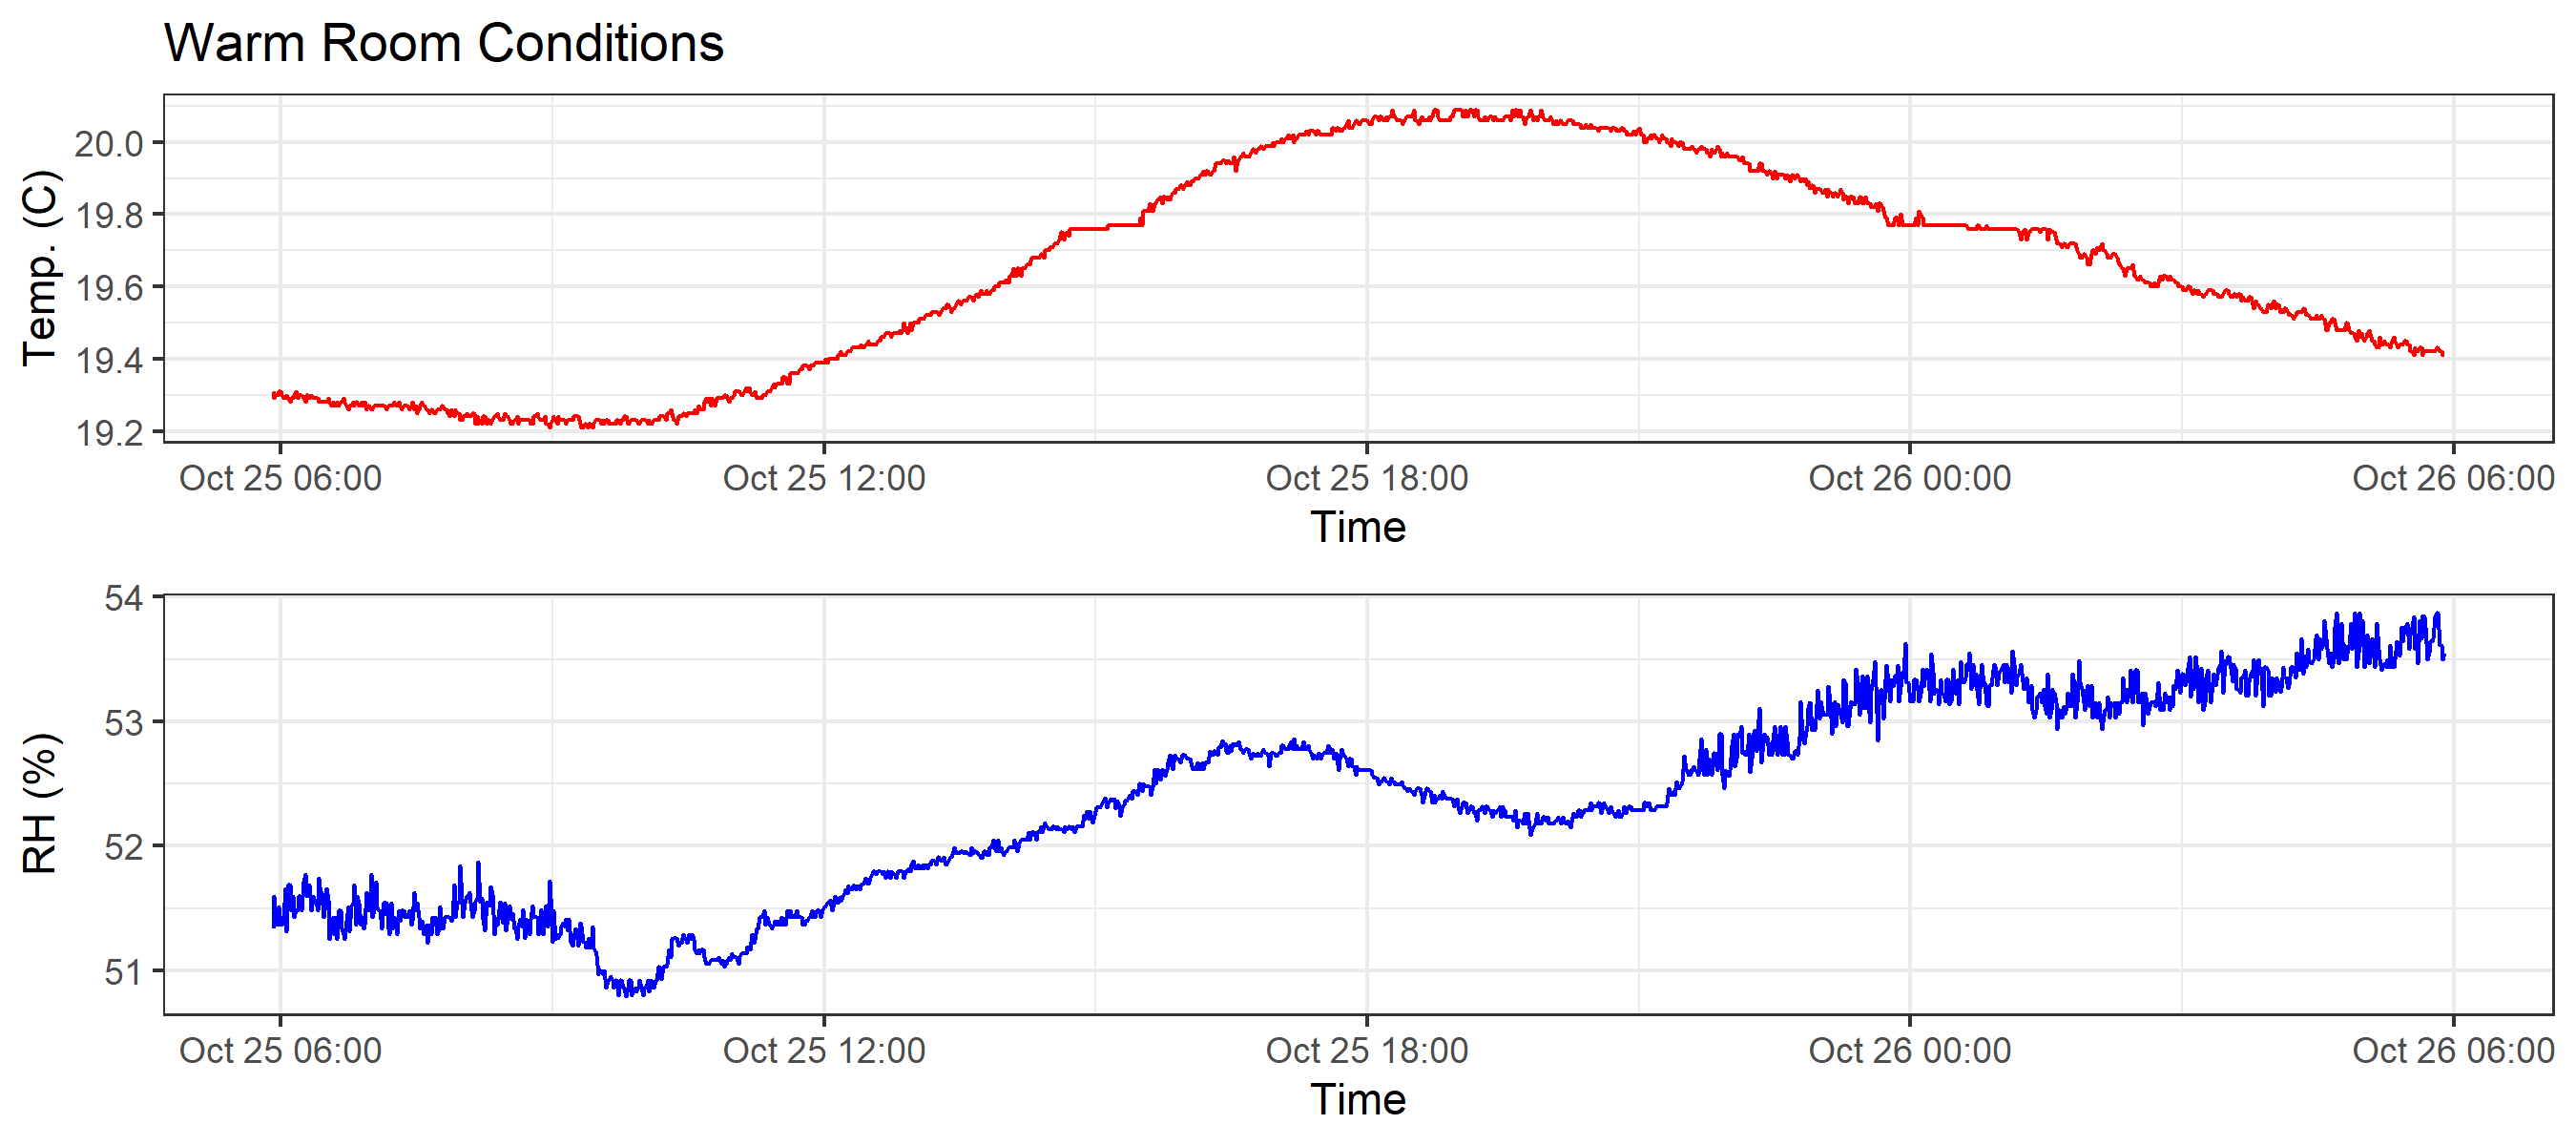 Warm Room Conditions
Temp. (C)
20.0
19.8
19.6
19.4
19.2
Oct 25 06:00 Oct 25 12:00 Oct 25 18:00 Oct 26 00:00 Oct 26 06:00
Time
RH (%)
54
53
52
51
Oct 25 06:00 Oct 25 12:00 Oct 25 18:00 Oct 26 00:00 Oct 26 06:00
Time